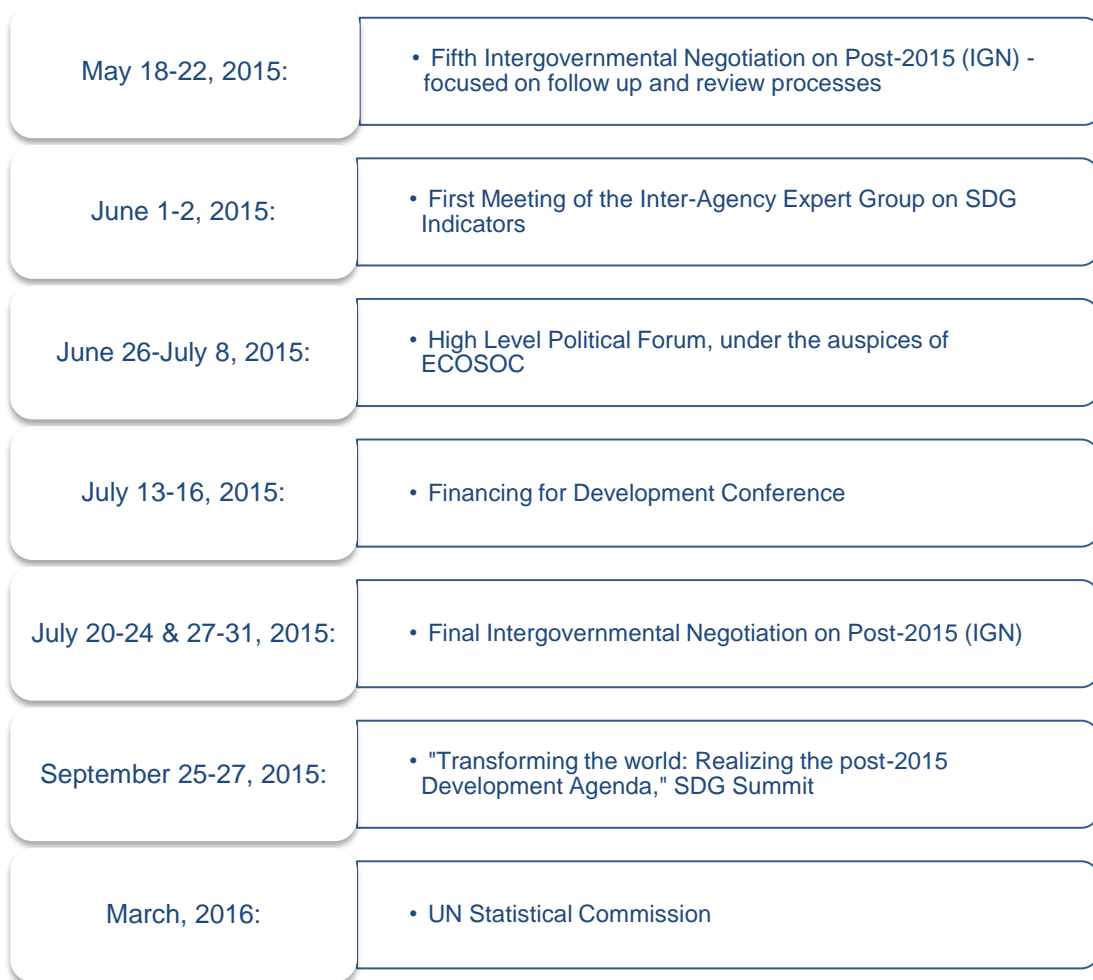 May 18-22, 2015:
• Fifth Intergovernmental Negotiation on Post-2015 (IGN) -
focused on follow up and review processes
June 1-2, 2015:
• First Meeting of the Inter-Agency Expert Group on SDG
Indicators
June 26-July 8, 2015:
• High Level Political Forum, under the auspices of
ECOSOC
July 13-16, 2015:
• Financing for Development Conference
July 20-24 & 27-31, 2015:
• Final Intergovernmental Negotiation on Post-2015 (IGN)
September 25-27, 2015:
• "Transforming the world: Realizing the post-2015
Development Agenda," SDG Summit
March, 2016:
• UN Statistical Commission